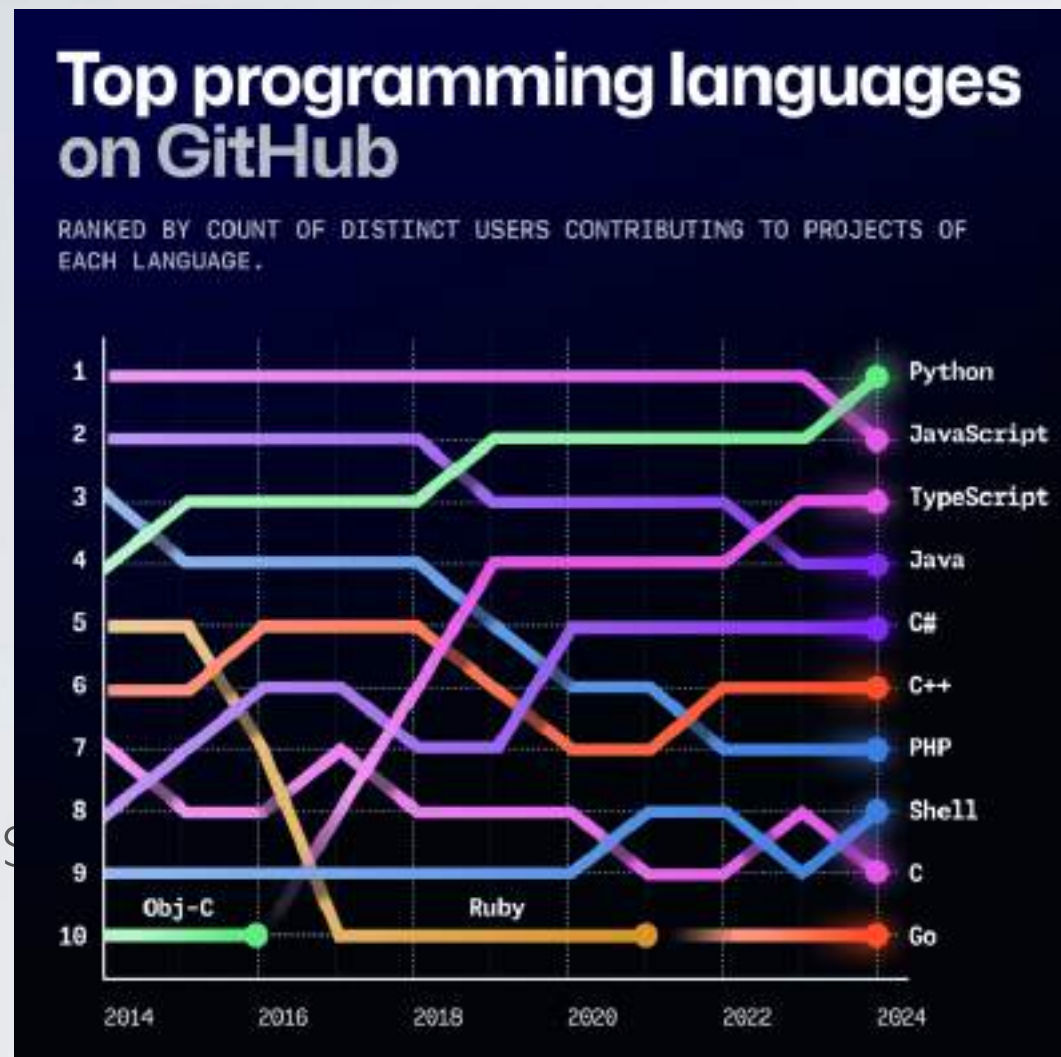 Top programming languages
on GitHub
RANKED BY COUNT OF DISTINCT USERS CONTRIBUTING TO PROJECTS OF
EACH LANGUAGE.
1 Python
2 JavaScript
3 TypeScript
4 Java
5 C#
6 C++
7 PHP
8 Shell
S
9 C
Obj-C Ruby
10 Go
2014 2016 2018 2020 2022 2024